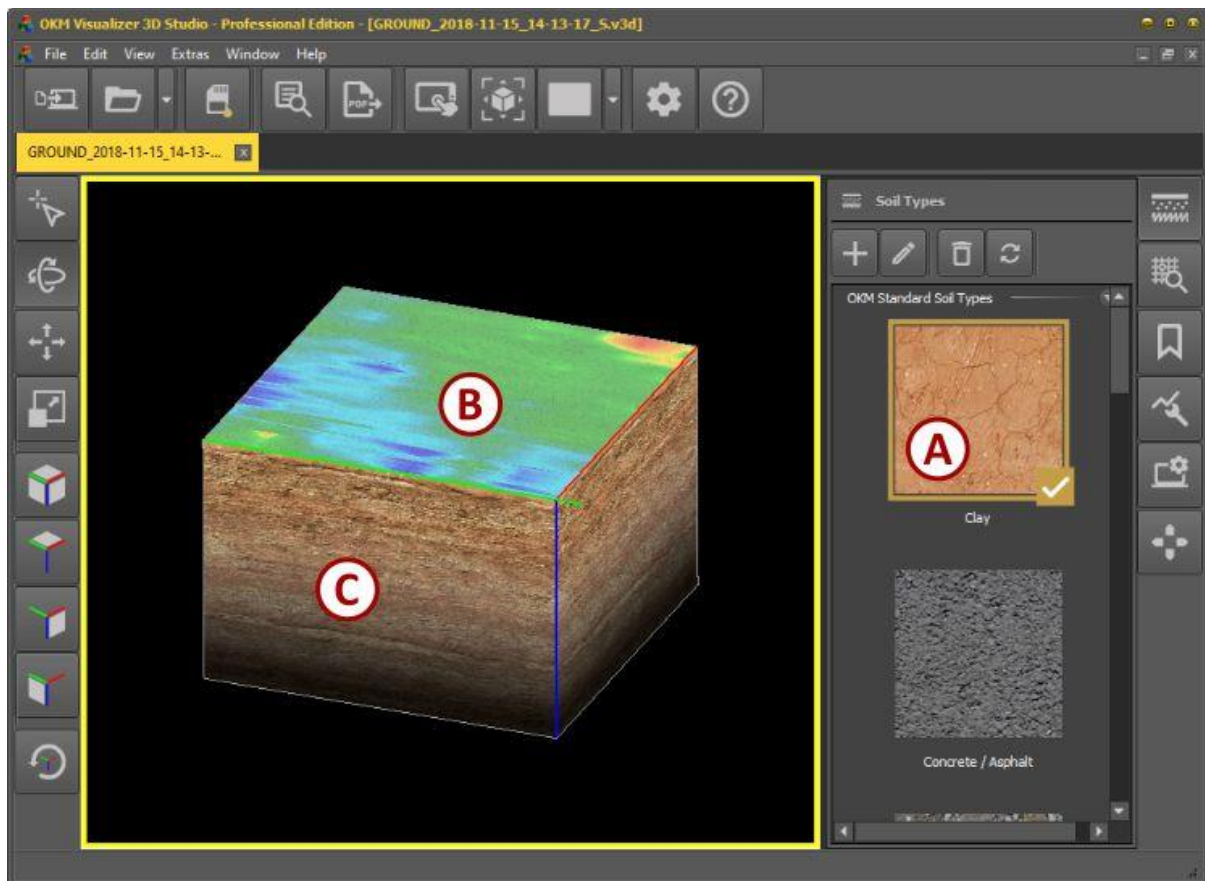 OKM Visualizer 3D Studio - Professional Edition - [GROUND_2018-11-15_14-13-17_S.v3d]
File Edit View Extras Window Help
PDF
GROUND_2018-11-15_14-13-...
Soil Types
OKM Standard Soil Types
A
Clay
B
C
Concrete / Asphalt